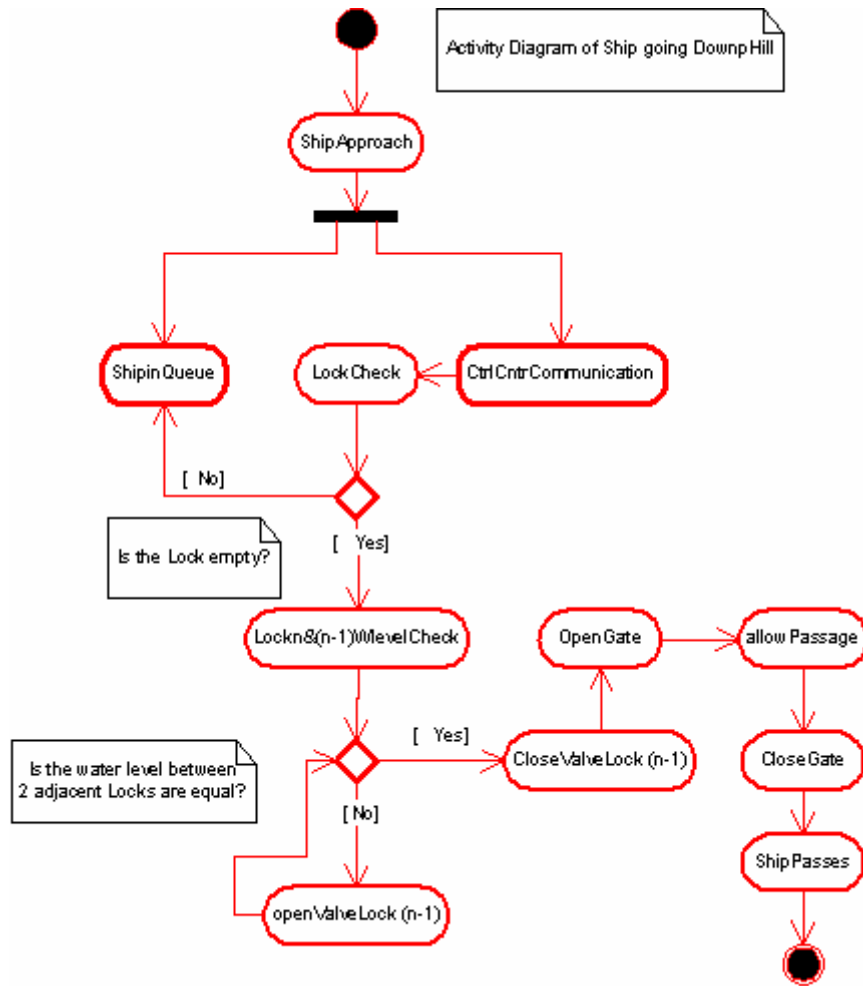 Activity Diagram of Ship going DownpHill
ShipApproach
ShipinQueue
LockCheck
CtrlCntrCommunication
[ No]
Is the Lock empty?
[ Yes]
Lockn&(n-1)WlevelCheck
OpenGate
allow Passage
[ Yes]
Is the water level between
2 adjacent Locks are equal?
CloseValveLock (n-1)
CloseGate
[No]
ShipPasses
openValveLock (n-1)